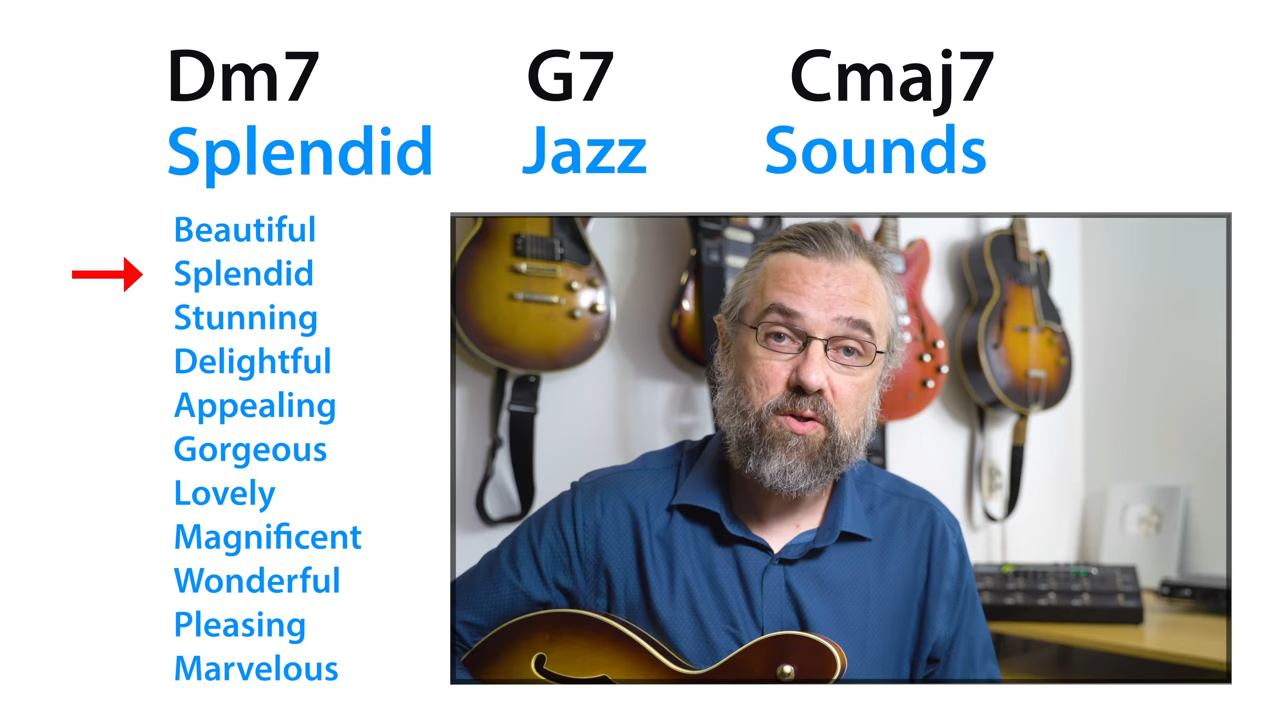 Dm7 G7 Cmaj7
Splendid Jazz Sounds
Beautiful
Splendid
Stunning
Delightful
Appealing
Gorgeous
Lovely
Magnificent
Wonderful
Pleasing
Marvelous